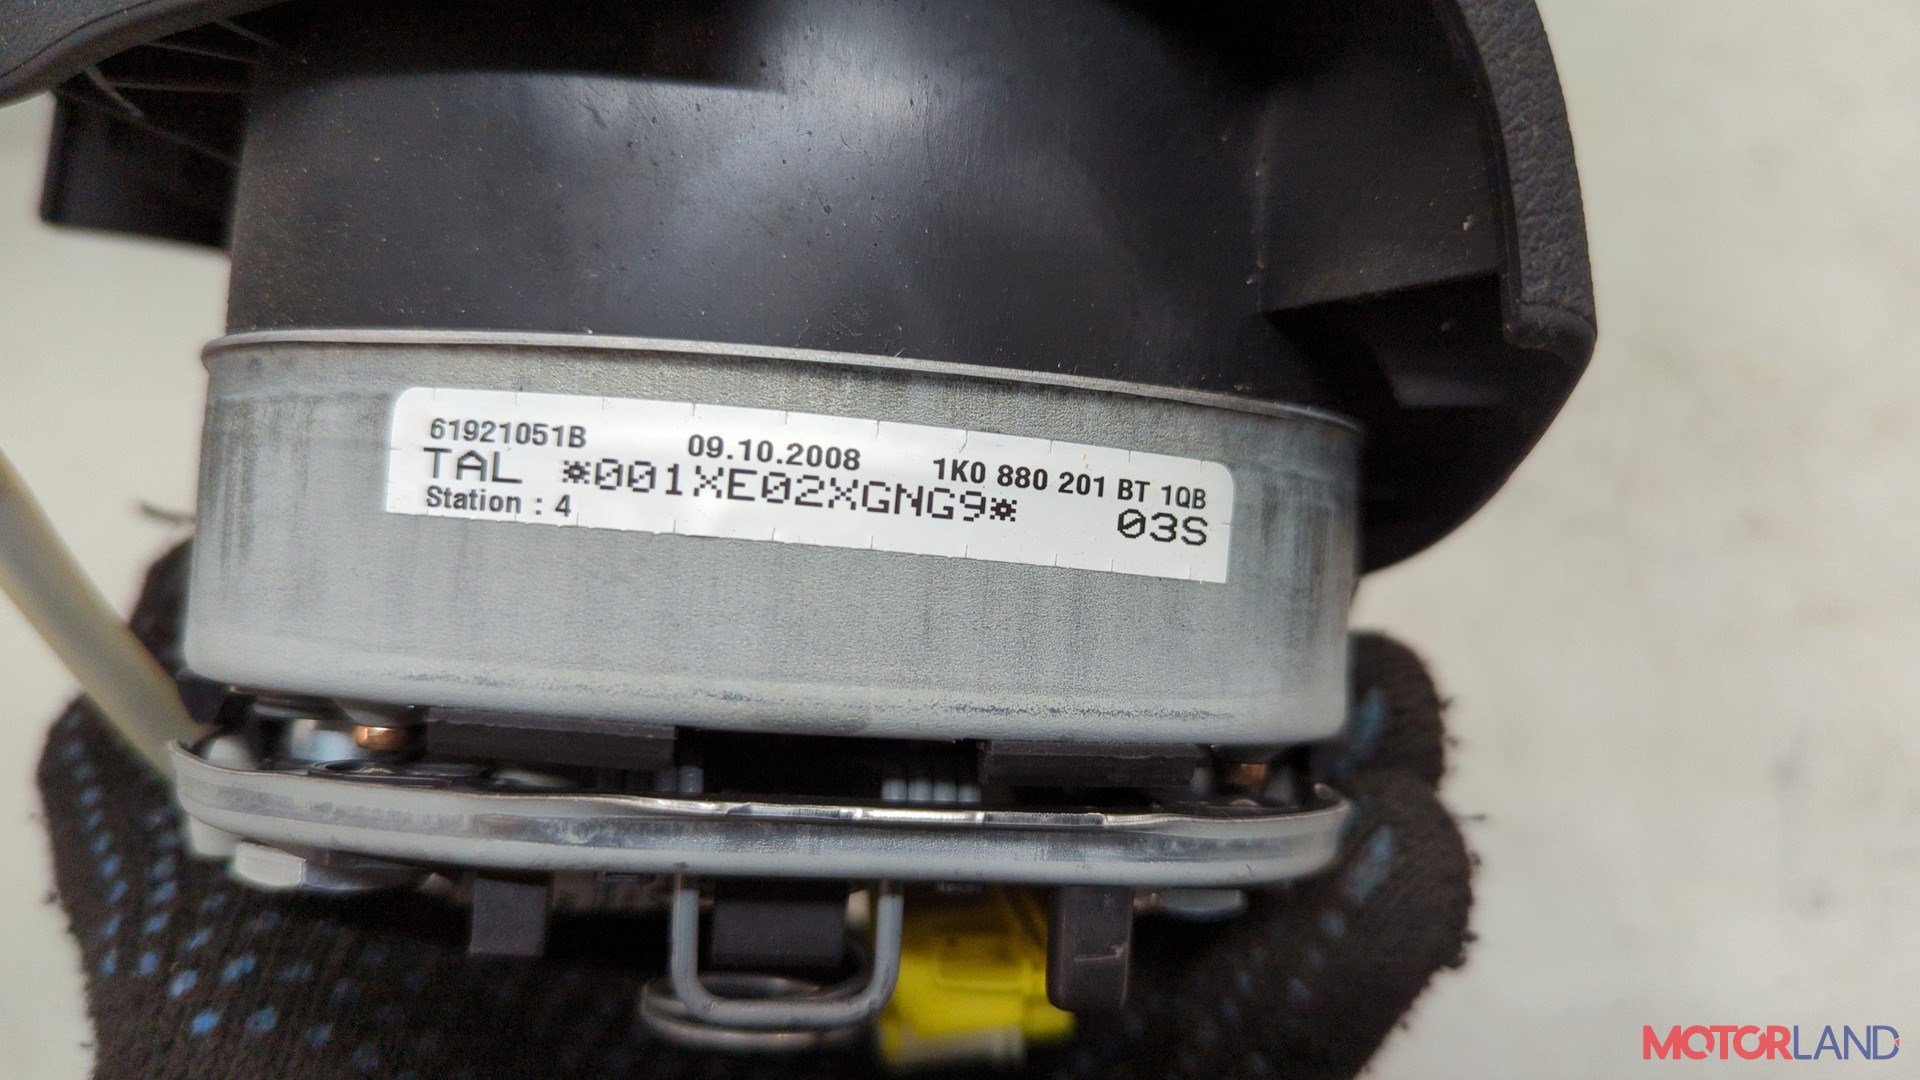 61921051B 09.10.2008 1K0 880 201 BT 1QB
TAL *001XE02XGNG9* 03S
Station : 4
MOTORLAND